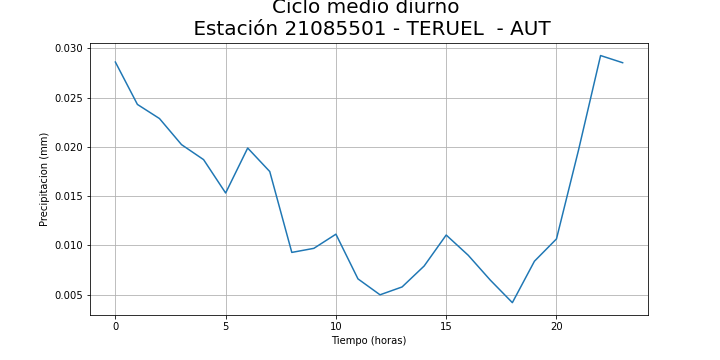 Ciclo medio diurno
Estación 21085501 - TERUEL  - AUT
0.030
0.025
0.020
0.015
0.010
0.005
Precipitacion (mm)
0 5 10 15 20
Tiempo (horas)